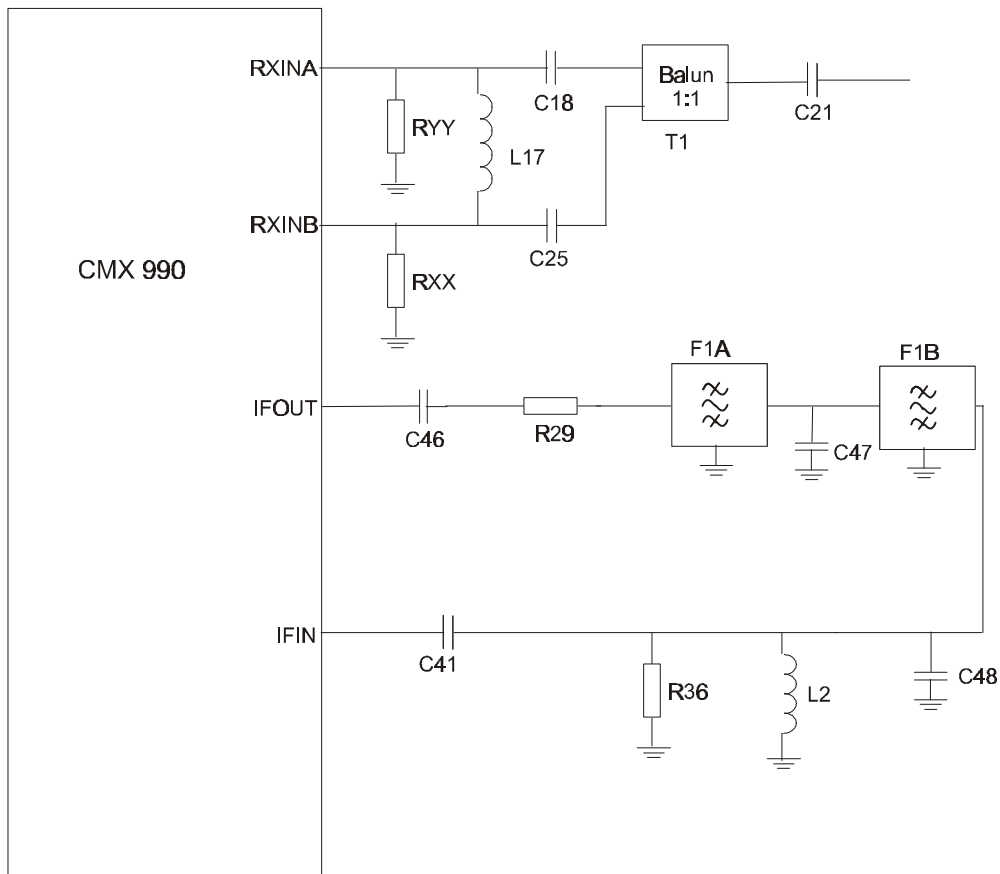 RXINA
C18
Balun
1:1
T1
C21
RYY
L17
RXINB
C25
CMX 990
RXX
F1A
F1B
IFOUT
C46
R29
C47
IFIN
C41
R36
L2
C48